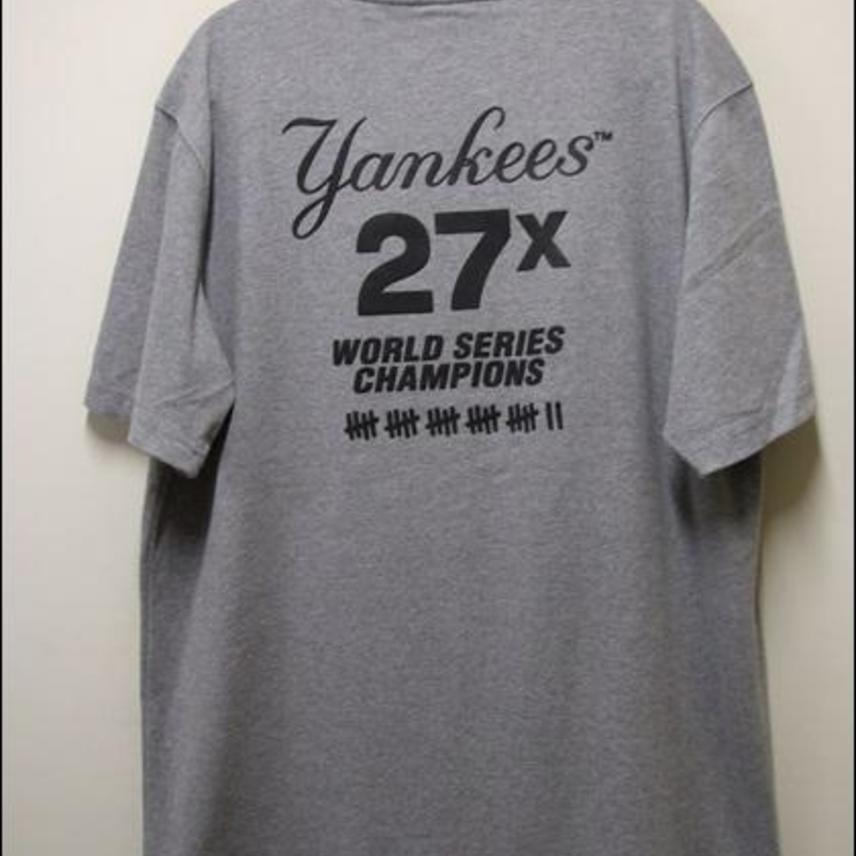 Yankees™
27x
WORLD SERIES
CHAMPIONS